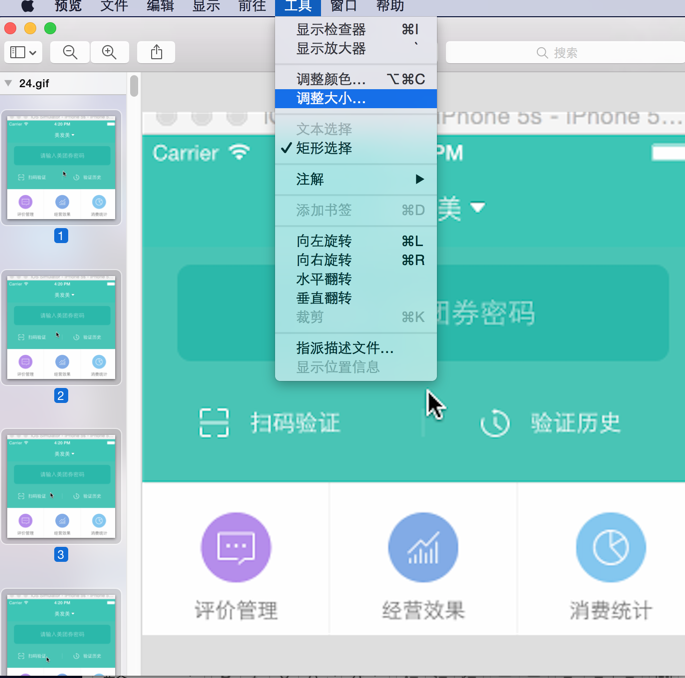 预览 文件 编辑 显示 前往 工具 窗口 帮助
显示检查器 ⌘I
显示放大器 `
搜索
24.gif
调整颜色... ⌥⌘C
调整大小...
文本选择
✓ 矩形选择
注解 ▶
添加书签 ⌘D
向左旋转 ⌘L
向右旋转 ⌘R
水平翻转
垂直翻转
裁剪 ⌘K
指派描述文件...
显示位置信息
iPhone 5s - iPhone 5...
Carrier PM
美
团券密码
扫码验证 验证历史
评价管理 经营效果 消费统计
1
2
3